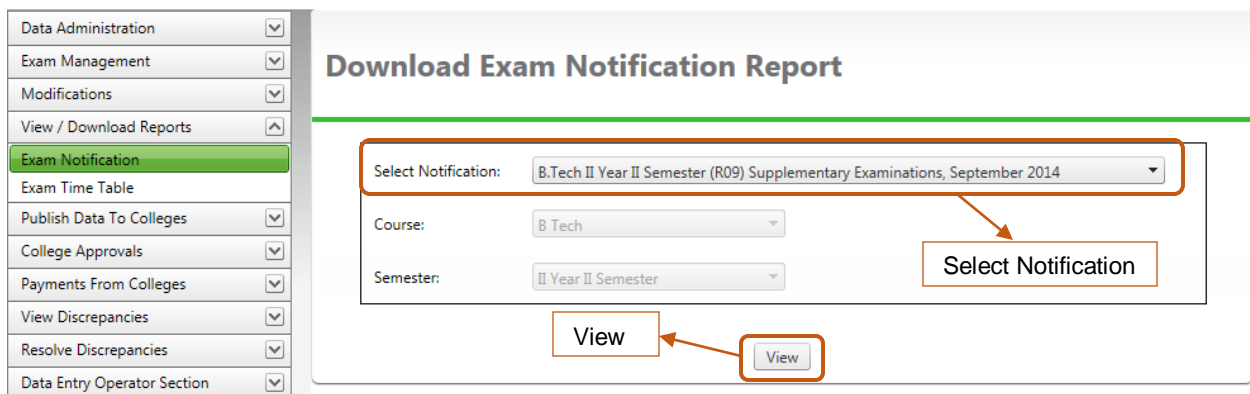 Data Administration
Exam Management
Modifications
View / Download Reports
Exam Notification
Exam Time Table
Publish Data To Colleges
College Approvals
Payments From Colleges
View Discrepancies
Resolve Discrepancies
Data Entry Operator Section
Download Exam Notification Report
Select Notification: B.Tech II Year II Semester (R09) Supplementary Examinations, September 2014
Course: B Tech
Select Notification
Semester: II Year II Semester
View
View